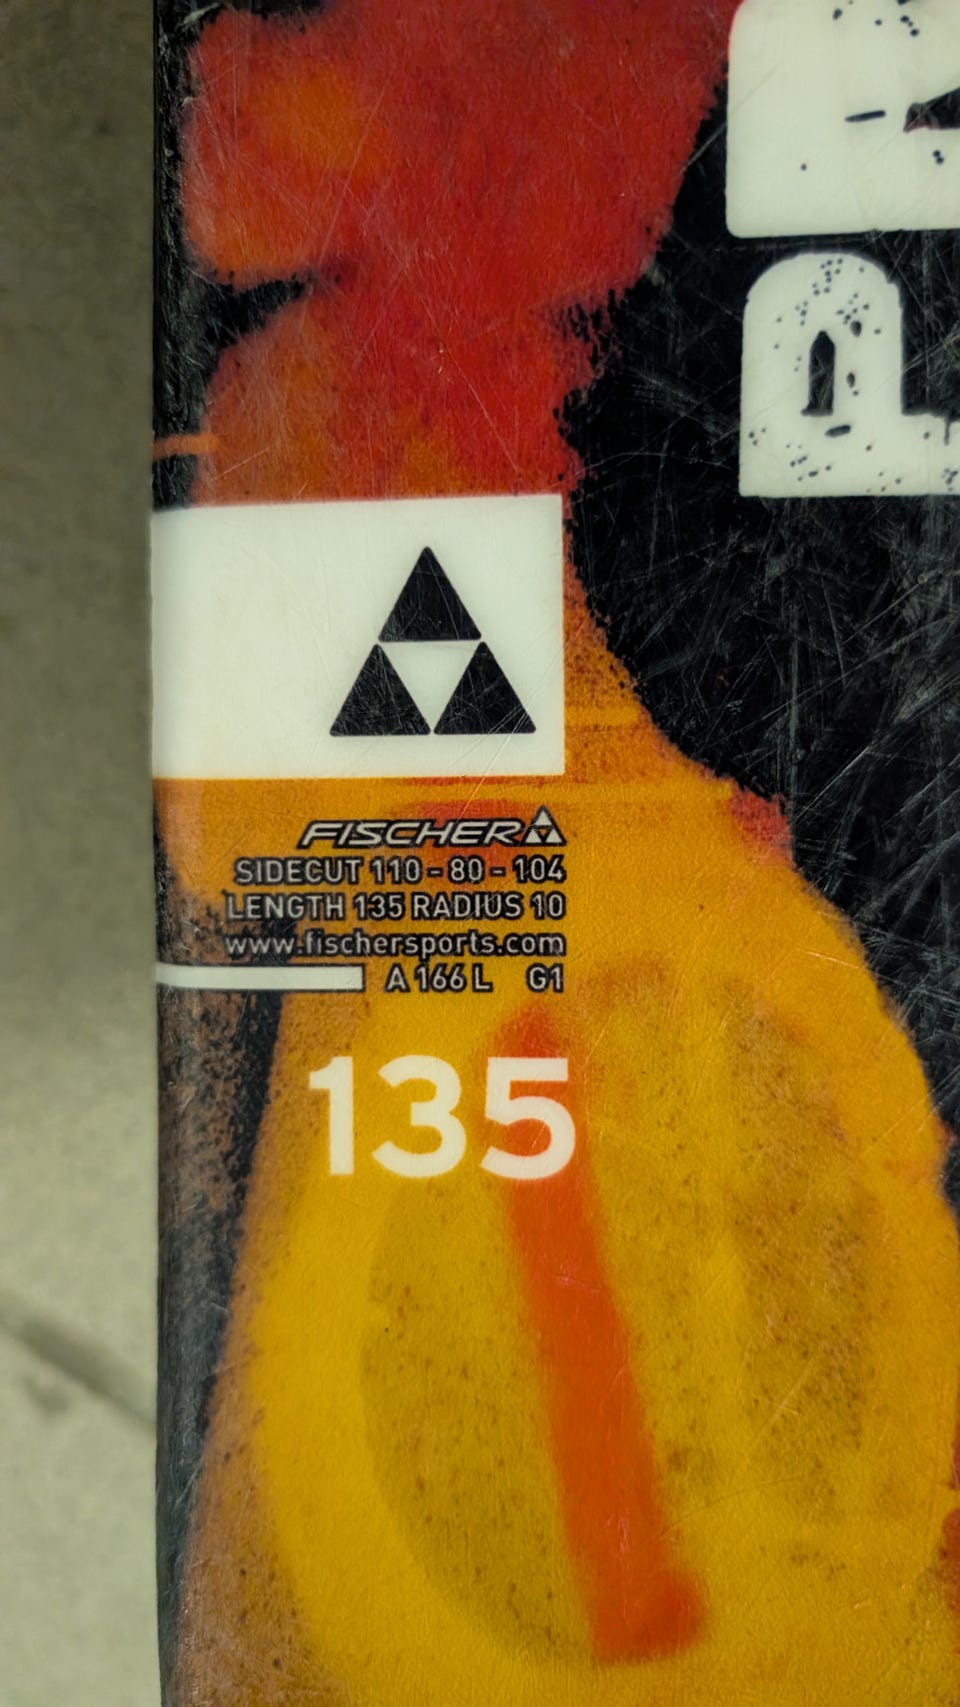 FISCHER
SIDECUT 110 - 80 - 104
LENGTH 135 RADIUS 10
www.fischersports.com
A 166 L G1
135